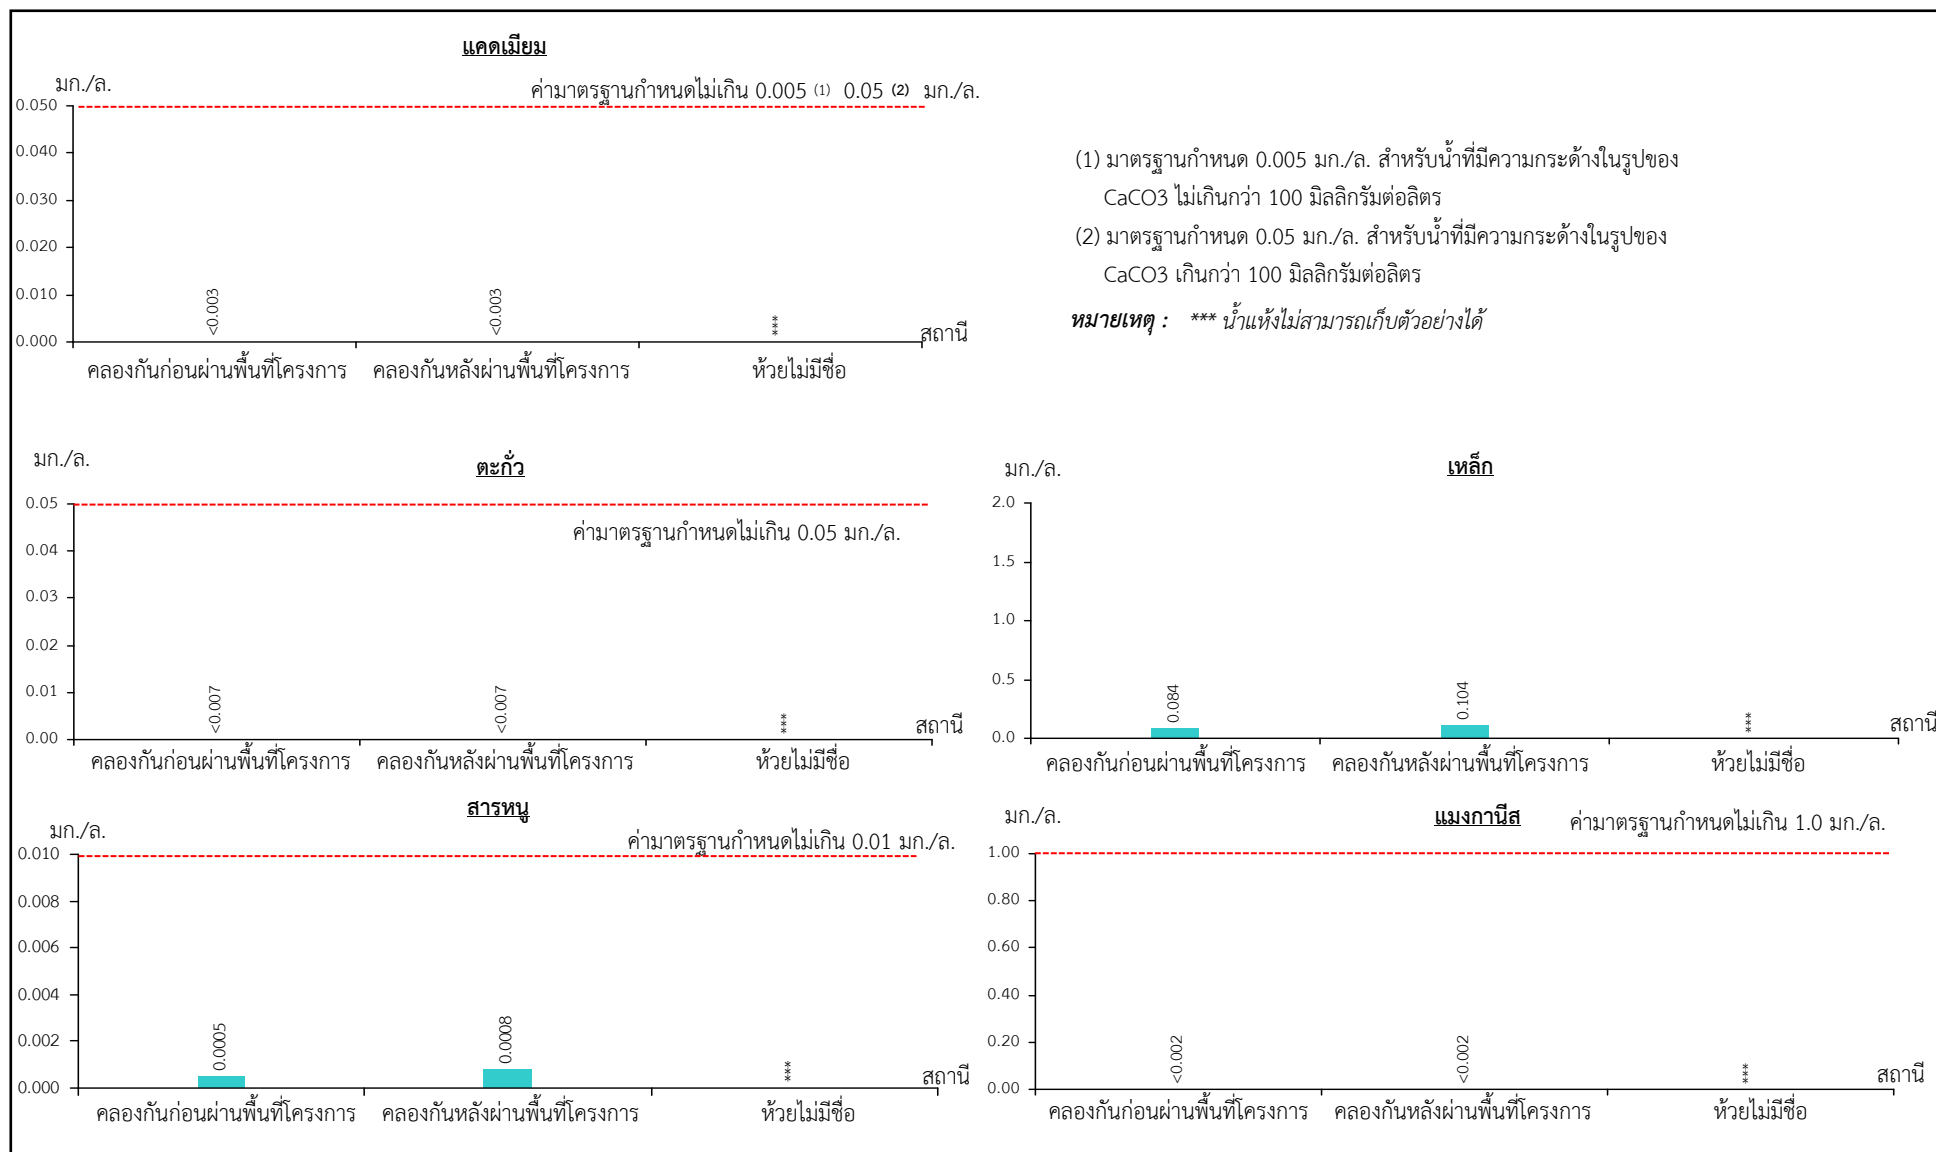 แคดเมียม
มก./ล.
ค่ามาตรฐานกำหนดไม่เกิน 0.005 (1) 0.05 (2) มก./ล.
0.050
0.040
0.030
0.020
0.010
0.000
<0.003
<0.003
***
สถานี
คลองกันก่อนผ่านพื้นที่โครงการ
คลองกันหลังผ่านพื้นที่โครงการ
ห้วยไม่มีชื่อ
(1) มาตรฐานกำหนด 0.005 มก./ล. สำหรับน้ำที่มีความกระด้างในรูปของ
CaCO3 ไม่เกินกว่า 100 มิลลิกรัมต่อลิตร
(2) มาตรฐานกำหนด 0.05 มก./ล. สำหรับน้ำที่มีความกระด้างในรูปของ
CaCO3 เกินกว่า 100 มิลลิกรัมต่อลิตร
หมายเหตุ : *** น้ำแห้งไม่สามารถเก็บตัวอย่างได้
ตะกั่ว
มก./ล.
ค่ามาตรฐานกำหนดไม่เกิน 0.05 มก./ล.
0.05
0.04
0.03
0.02
0.01
0.00
<0.007
<0.007
***
สถานี
คลองกันก่อนผ่านพื้นที่โครงการ
คลองกันหลังผ่านพื้นที่โครงการ
ห้วยไม่มีชื่อ
เหล็ก
มก./ล.
2.0
1.5
1.0
0.5
0.0
0.084
0.104
***
สถานี
คลองกันก่อนผ่านพื้นที่โครงการ
คลองกันหลังผ่านพื้นที่โครงการ
ห้วยไม่มีชื่อ
สารหนู
มก./ล.
ค่ามาตรฐานกำหนดไม่เกิน 0.01 มก./ล.
0.010
0.008
0.006
0.004
0.002
0.000
0.0005
0.0008
***
สถานี
คลองกันก่อนผ่านพื้นที่โครงการ
คลองกันหลังผ่านพื้นที่โครงการ
ห้วยไม่มีชื่อ
แมงกานีส
มก./ล.
ค่ามาตรฐานกำหนดไม่เกิน 1.0 มก./ล.
1.00
0.80
0.60
0.40
0.20
0.00
<0.002
<0.002
***
สถานี
คลองกันก่อนผ่านพื้นที่โครงการ
คลองกันหลังผ่านพื้นที่โครงการ
ห้วยไม่มีชื่อ